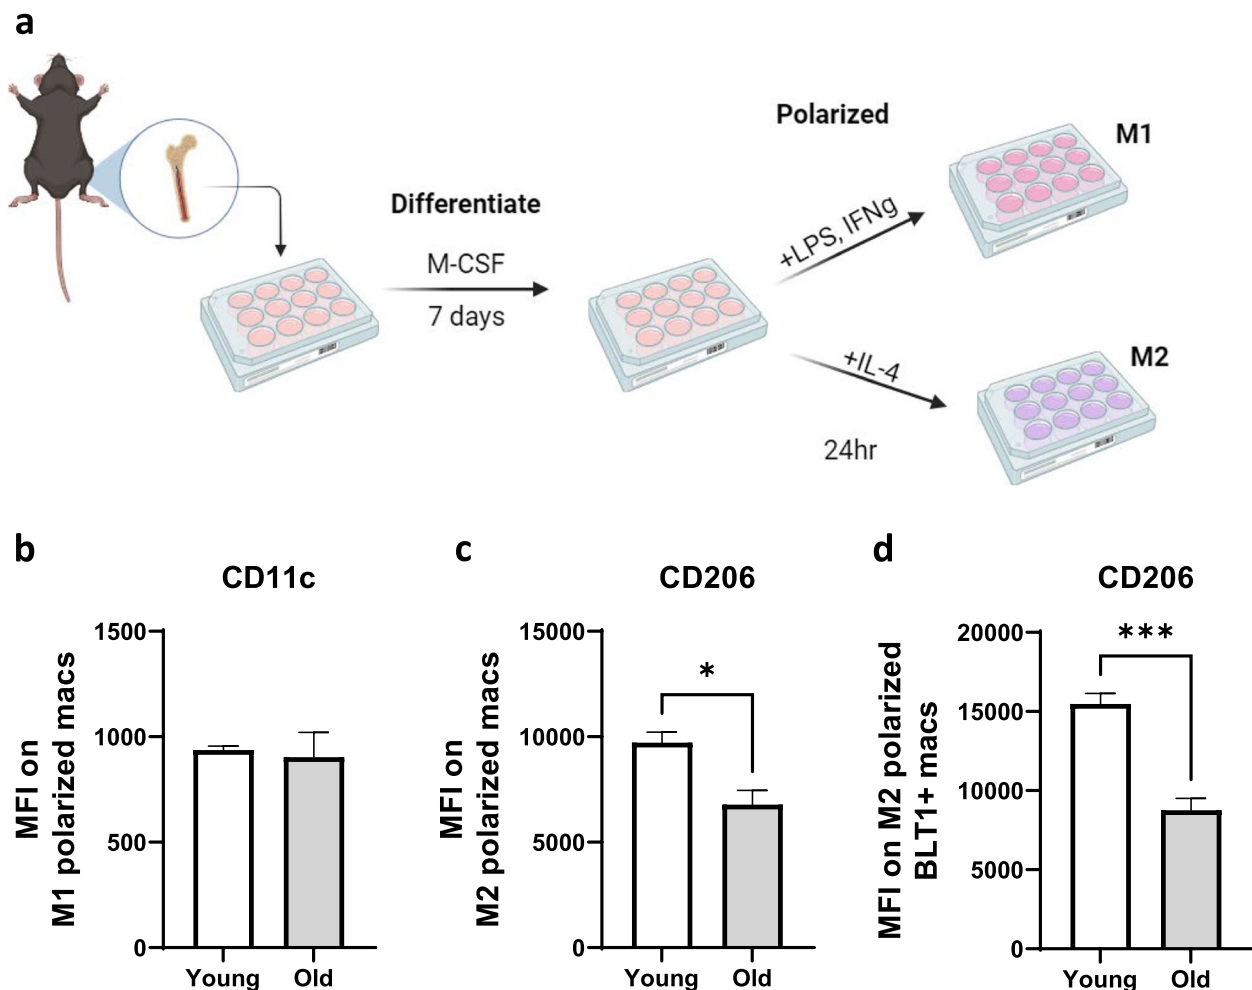 a
Polarized
M1
Differentiate
M-CSF
7 days
+LPS, IFNg
+IL-4
M2
24hr
b
CD11c
MFI on
M1 polarized macs
1500
1000
500
0
Young
Old
c
CD206
MFI on
M2 polarized macs
15000
10000
5000
0
*
Young
Old
d
CD206
MFI on M2 polarized
BLT1+ macs
20000
15000
10000
5000
0
***
Young
Old